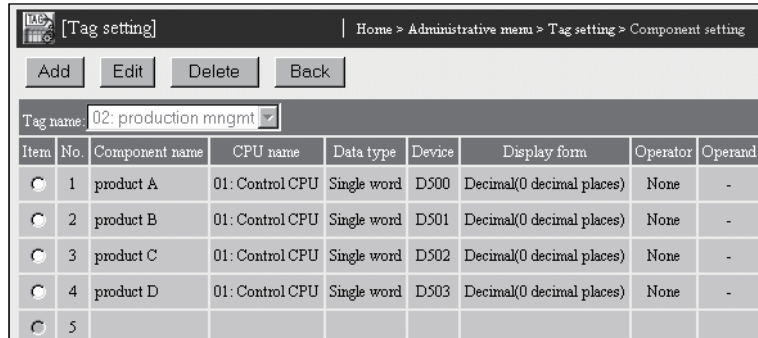 TAG
[Tag setting] Home > Administrative menu > Tag setting > Component setting
Add Edit Delete Back
Tag name: 02: production mngmt
Item No. Component name CPU name Data type Device Display form Operator Operand
1 product A 01: Control CPU Single word D500 Decimal(0 decimal places) None -
2 product B 01: Control CPU Single word D501 Decimal(0 decimal places) None -
3 product C 01: Control CPU Single word D502 Decimal(0 decimal places) None -
4 product D 01: Control CPU Single word D503 Decimal(0 decimal places) None -
5